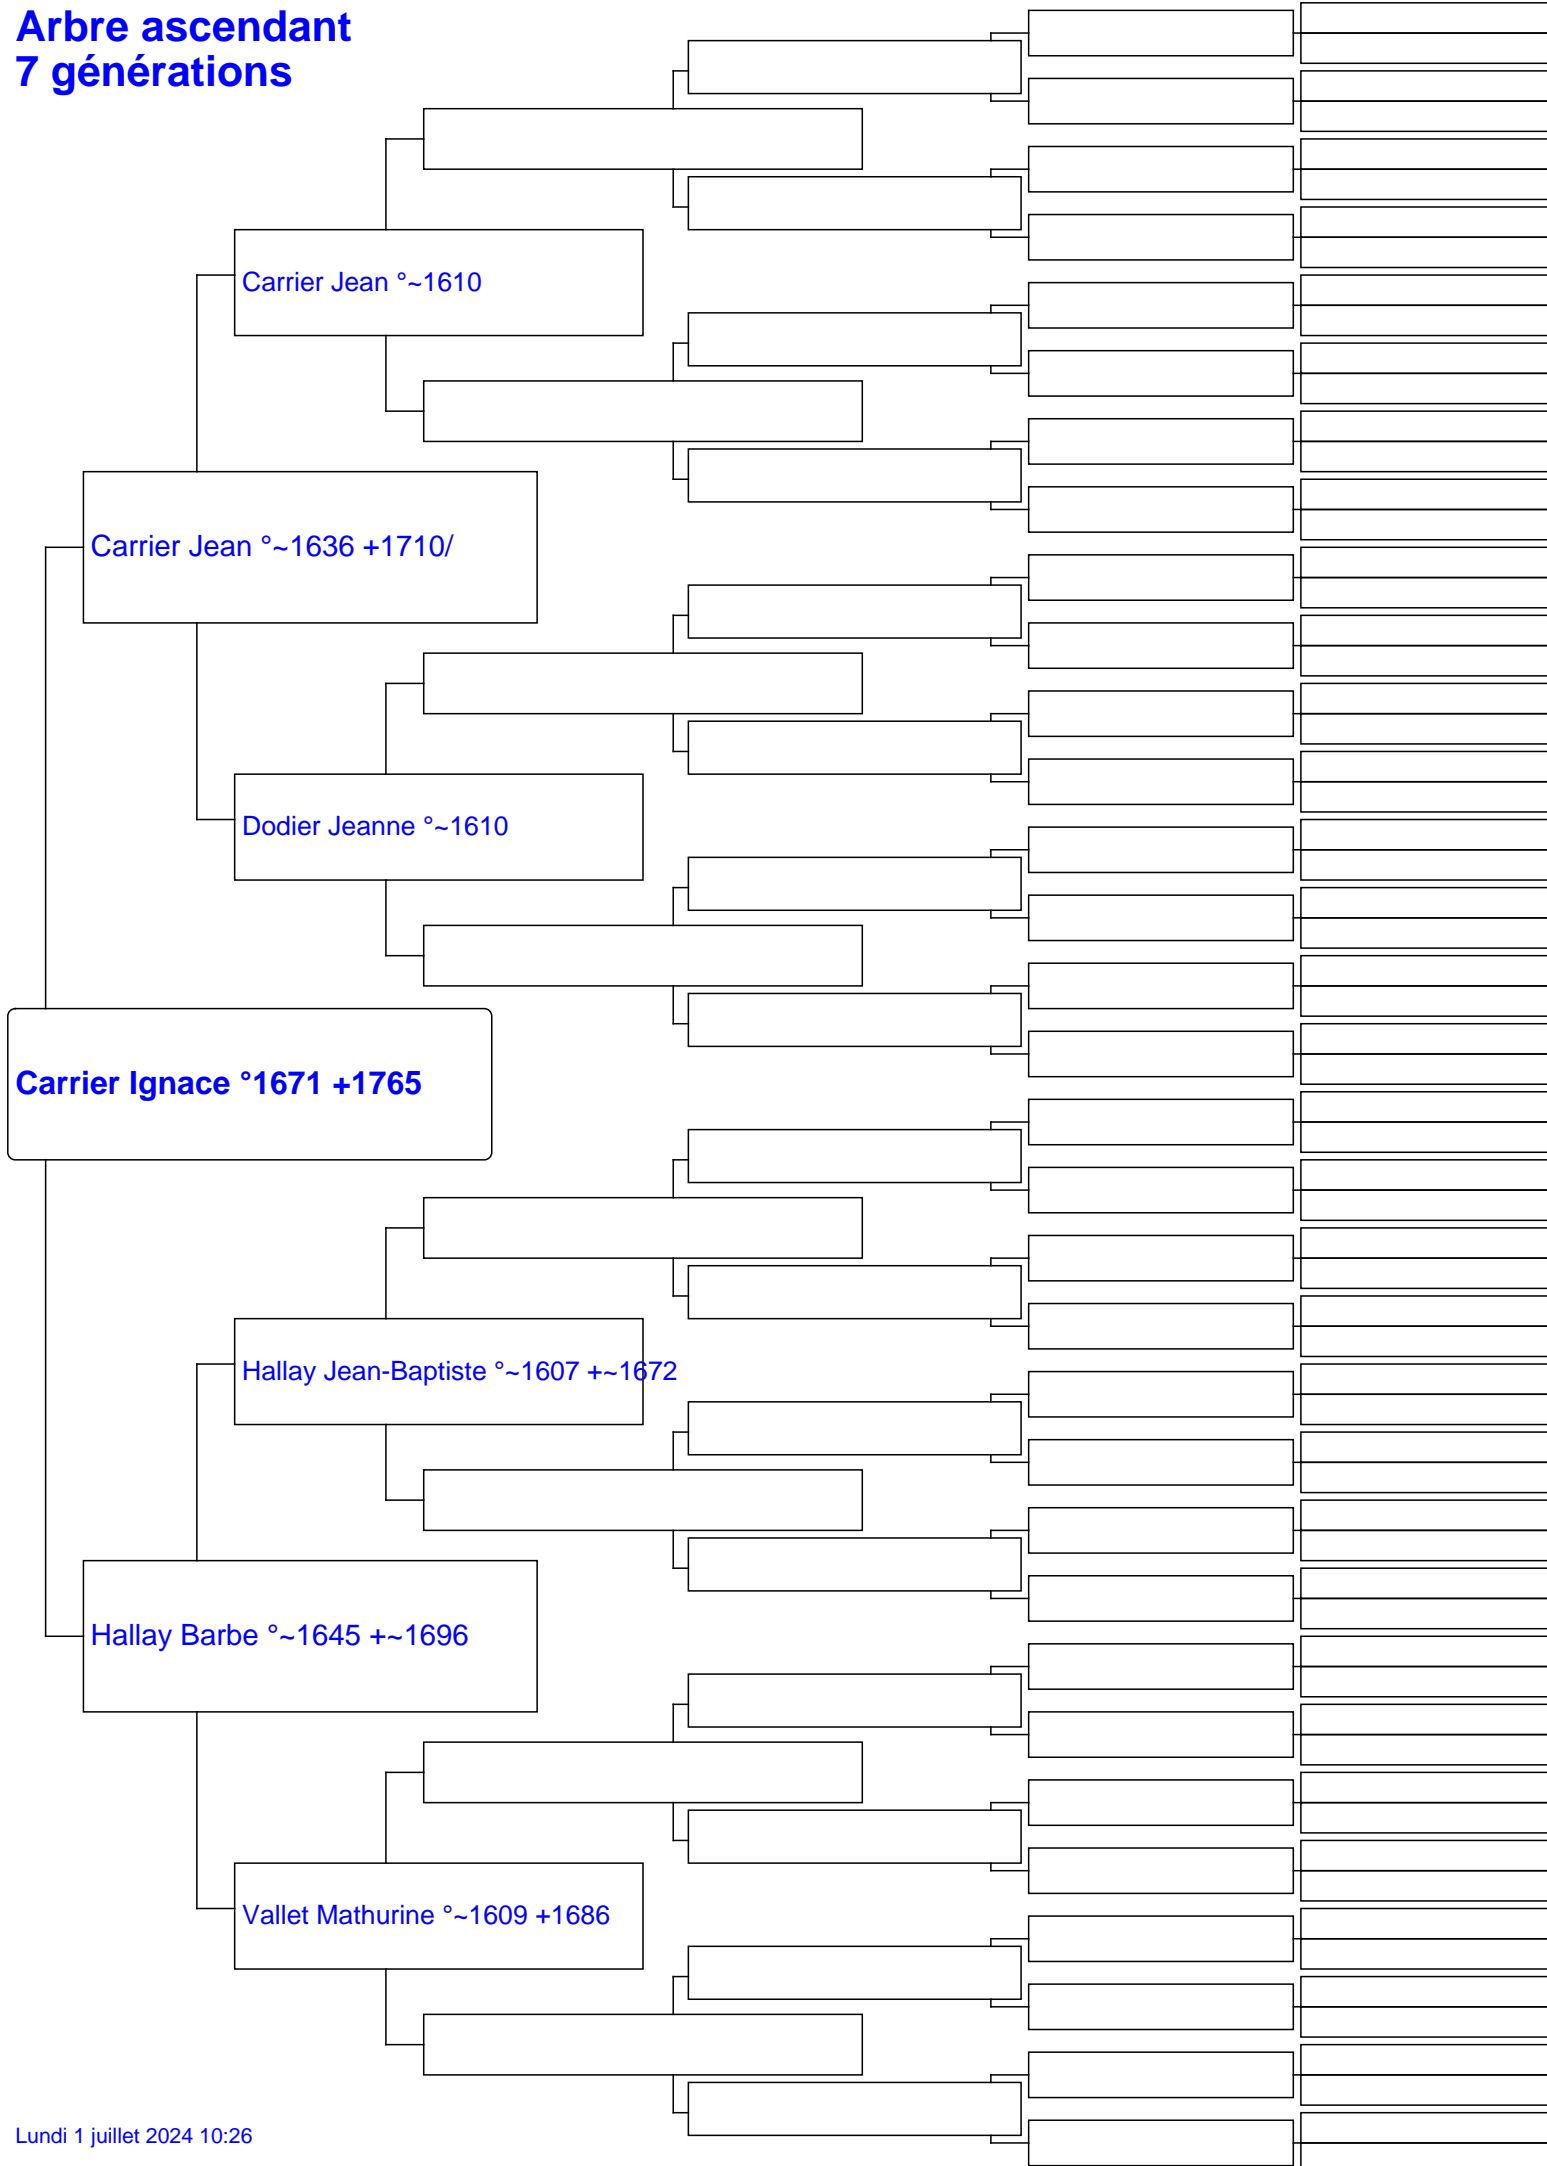 Arbre ascendant
7 générations
Carrier Jean °~1610
Carrier Jean °~1636 +1710/
Dodier Jeanne °~1610
Carrier Ignace °1671 +1765
Hallay Jean-Baptiste °~1607 +~1672
Hallay Barbe °~1645 +~1696
Vallet Mathurine °~1609 +1686
Lundi 1 juillet 2024 10:26